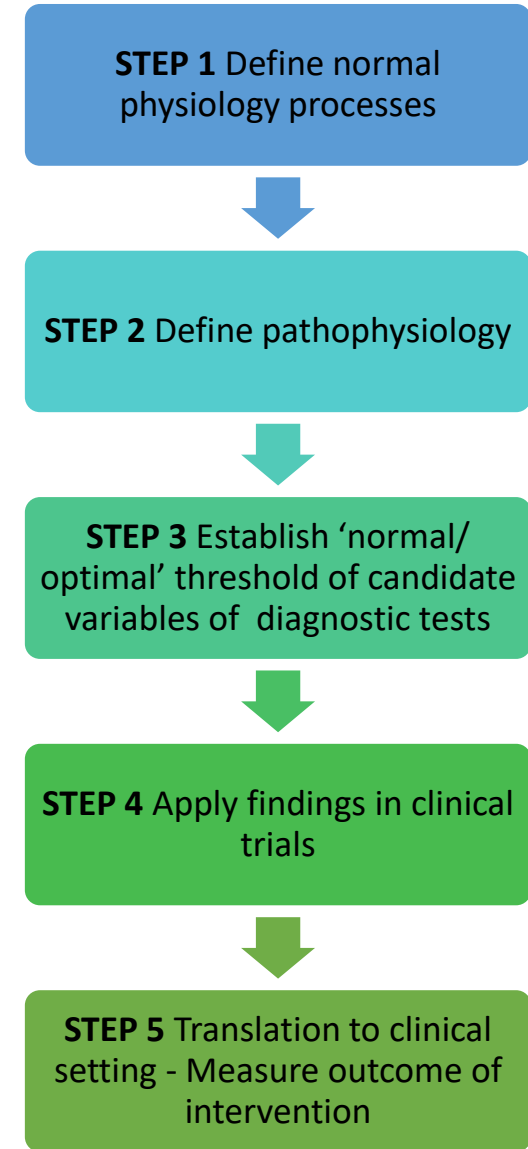 STEP 1 Define normal
physiology processes
STEP 2 Define pathophysiology
STEP 3 Establish ‘normal/
optimal’ threshold of candidate
variables of  diagnostic tests
STEP 4 Apply findings in clinical
trials
STEP 5 Translation to clinical
setting - Measure outcome of
intervention